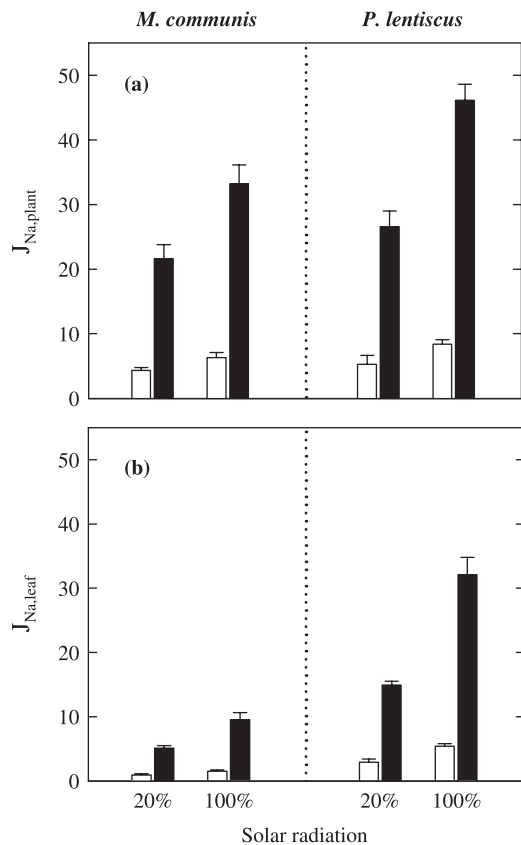 M. communis P. lentiscus
(a)
50
40
30
20
10
0
J_Na,plant
(b)
50
40
30
20
10
0
J_Na,leaf
20% 100% 20% 100%
Solar radiation